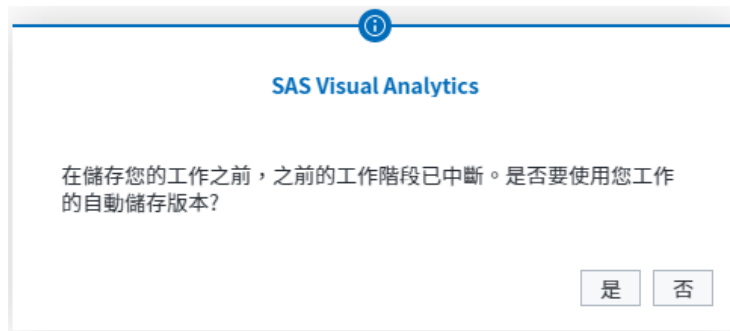 SAS Visual Analytics
在儲存您的工作之前，之前的工作階段已中斷。是否要使用您工作
的自動儲存版本?
是
否